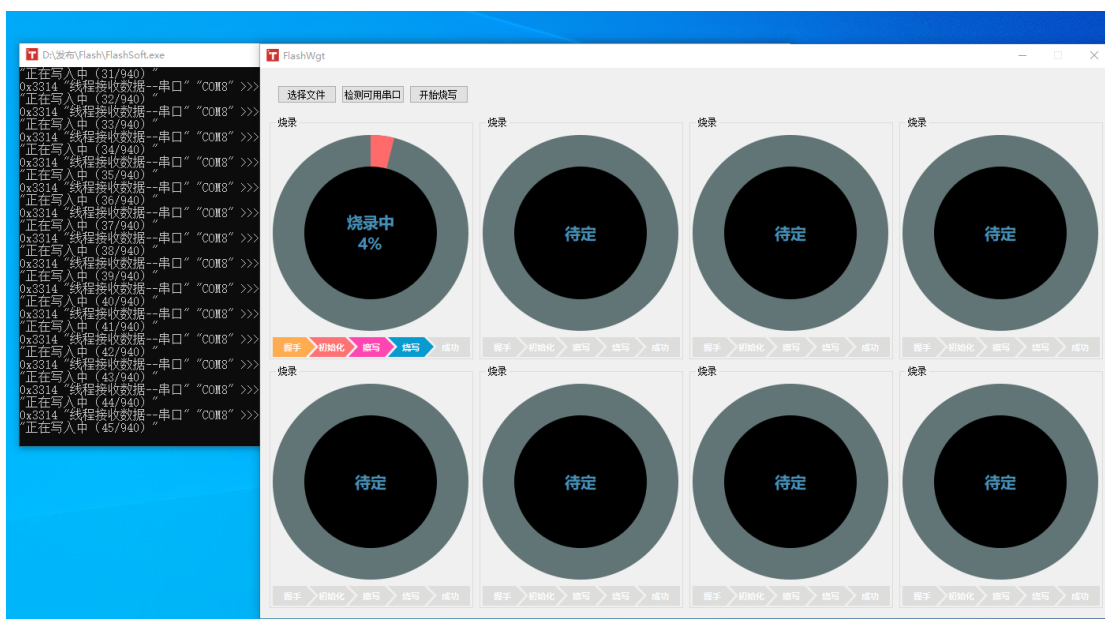 D:\发布\Flash\FlashSoft.exe
"正在写入中（31/940）"
0x3314 "线程接收数据--串口" "COM8" >>>
"正在写入中（32/940）"
0x3314 "线程接收数据--串口" "COM8" >>>
"正在写入中（33/940）"
0x3314 "线程接收数据--串口" "COM8" >>>
"正在写入中（34/940）"
0x3314 "线程接收数据--串口" "COM8" >>>
"正在写入中（35/940）"
0x3314 "线程接收数据--串口" "COM8" >>>
"正在写入中（36/940）"
0x3314 "线程接收数据--串口" "COM8" >>>
"正在写入中（37/940）"
0x3314 "线程接收数据--串口" "COM8" >>>
"正在写入中（38/940）"
0x3314 "线程接收数据--串口" "COM8" >>>
"正在写入中（39/940）"
0x3314 "线程接收数据--串口" "COM8" >>>
"正在写入中（40/940）"
0x3314 "线程接收数据--串口" "COM8" >>>
"正在写入中（41/940）"
0x3314 "线程接收数据--串口" "COM8" >>>
"正在写入中（42/940）"
0x3314 "线程接收数据--串口" "COM8" >>>
"正在写入中（43/940）"
0x3314 "线程接收数据--串口" "COM8" >>>
"正在写入中（44/940）"
0x3314 "线程接收数据--串口" "COM8" >>>
"正在写入中（45/940）"
FlashWgt
选择文件 检测可用串口 开始烧写
烧录 烧录 烧录 烧录
烧录中
4%
待定 待定 待定
握手 初始化 擦写 烧写 成功 握手 初始化 擦写 烧写 成功 握手 初始化 擦写 烧写 成功 握手 初始化 擦写 烧写 成功
烧录 烧录 烧录 烧录
待定 待定 待定 待定
握手 初始化 擦写 烧写 成功 握手 初始化 擦写 烧写 成功 握手 初始化 擦写 烧写 成功 握手 初始化 擦写 烧写 成功